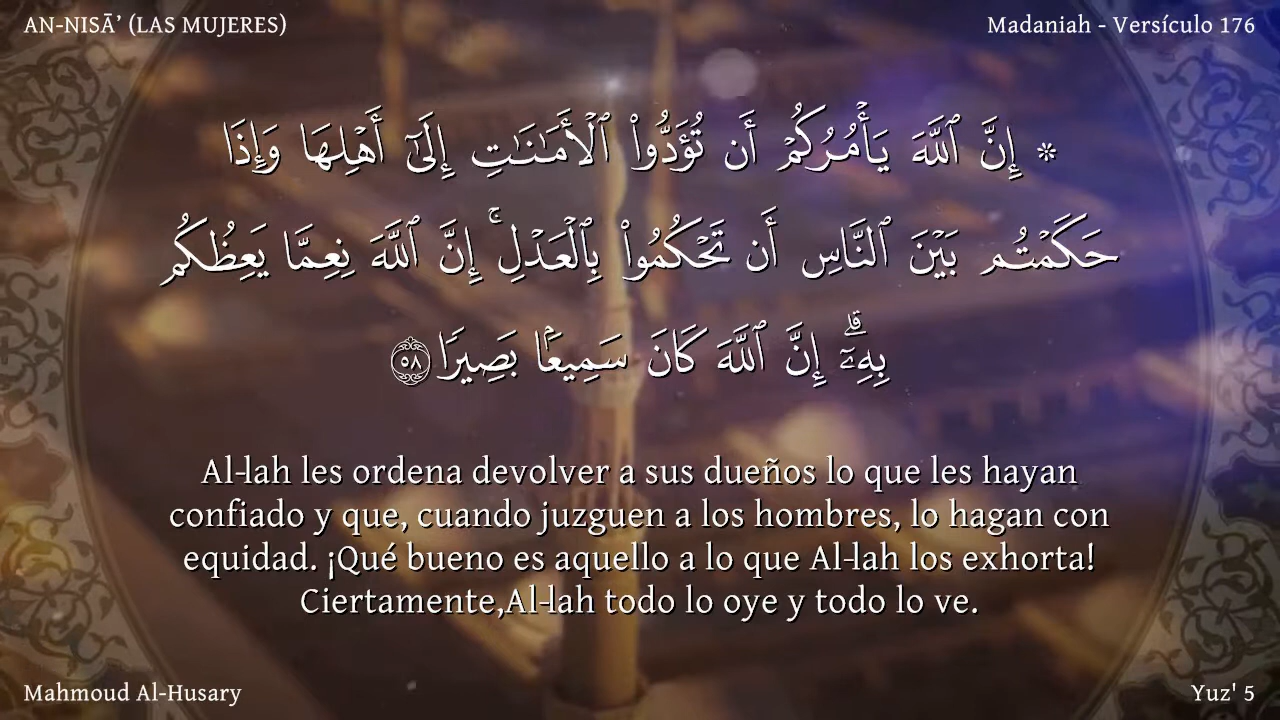 AN-NISĀ’ (LAS MUJERES)
Madaniah - Versículo 176
۞ إِنَّ ٱللَّهَ يَأْمُرُكُمْ أَن تُؤَدُّوا۟ ٱلْأَمَـٰنَـٰتِ إِلَىٰٓ أَهْلِهَا وَإِذَا
حَكَمْتُم بَيْنَ ٱلنَّاسِ أَن تَحْكُمُوا۟ بِٱلْعَدْلِ ۚ إِنَّ ٱللَّهَ نِعِمَّا يَعِظُكُم
بِهِۦٓ ۗ إِنَّ ٱللَّهَ كَانَ سَمِيعًۢا بَصِيرًا ٥٨
Al-lah les ordena devolver a sus dueños lo que les hayan
confiado y que, cuando juzguen a los hombres, lo hagan con
equidad. ¡Qué bueno es aquello a lo que Al-lah los exhorta!
Ciertamente,Al-lah todo lo oye y todo lo ve.
Mahmoud Al-Husary
Yuz' 5